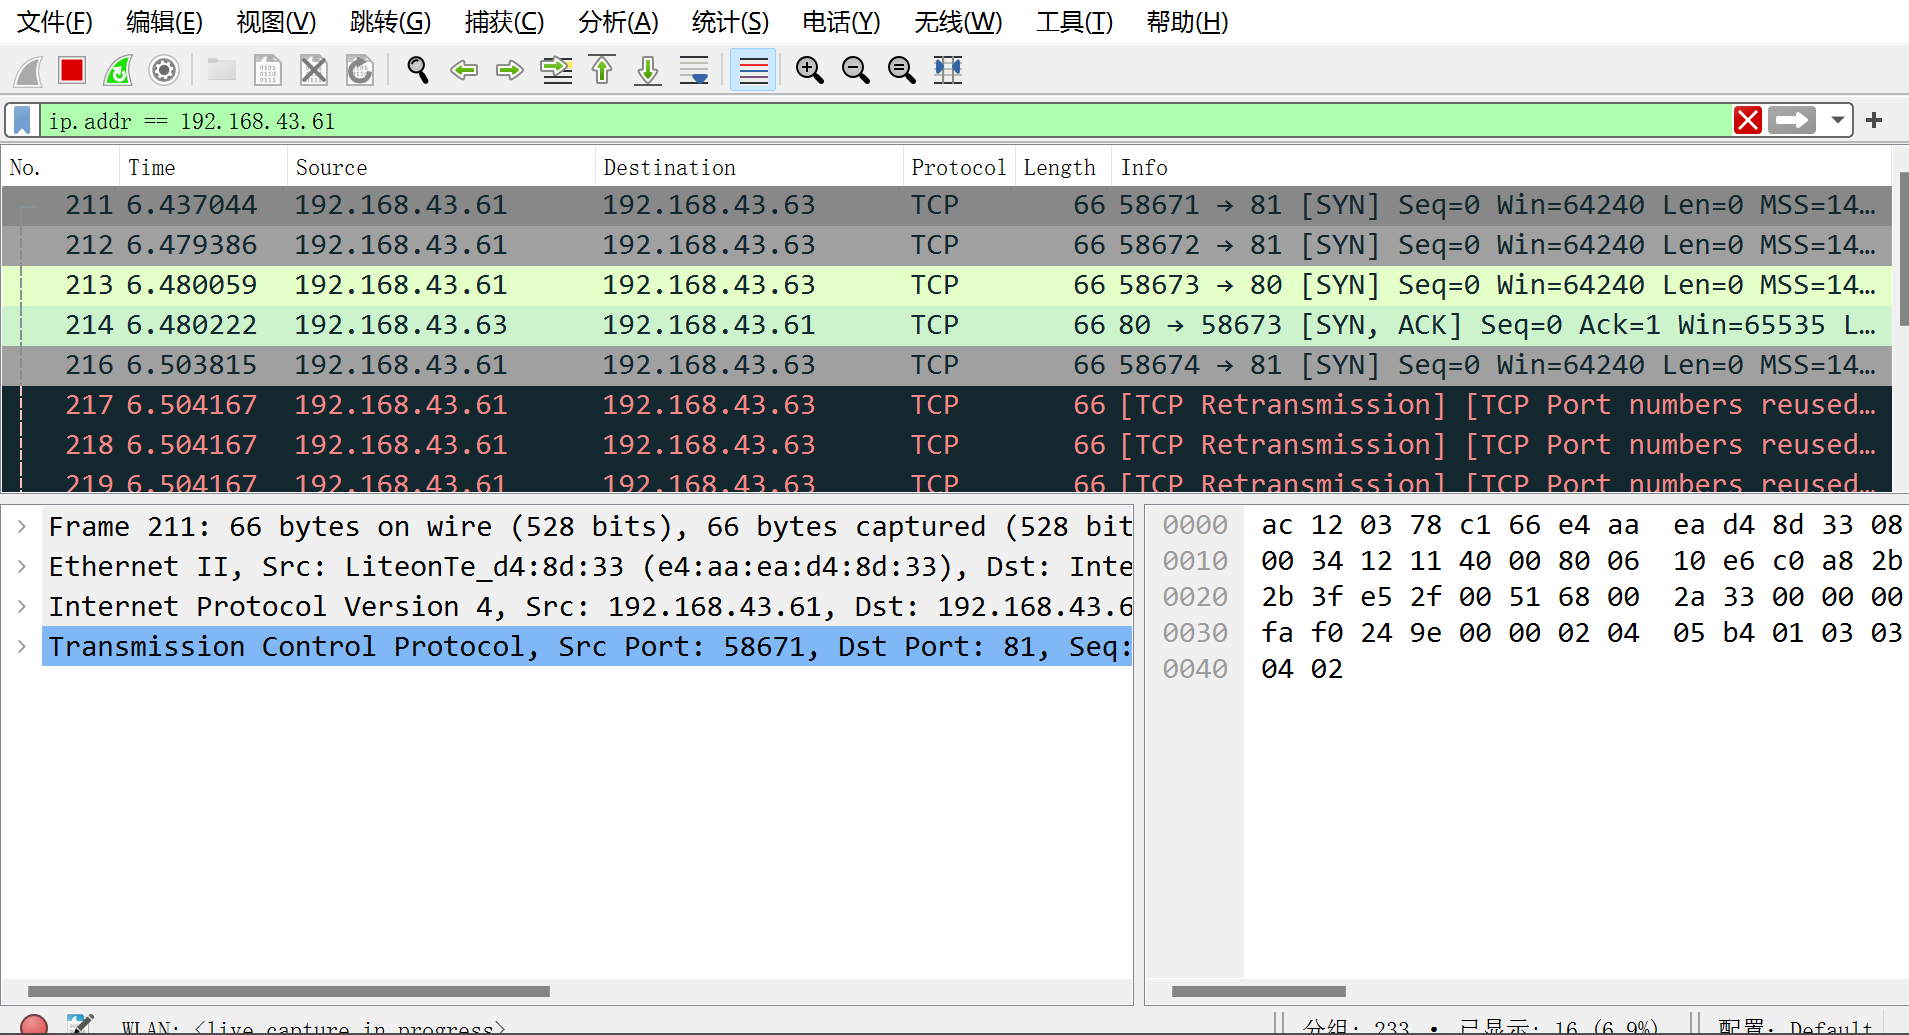 文件(F) 编辑(E) 视图(V) 跳转(G) 捕获(C) 分析(A) 统计(S) 电话(Y) 无线(W) 工具(T) 帮助(H)
ip.addr == 192.168.43.61
No. Time Source Destination Protocol Length Info
211 6.437044 192.168.43.61 192.168.43.63 TCP 66 58671 → 81 [SYN] Seq=0 Win=64240 Len=0 MSS=14…
212 6.479386 192.168.43.61 192.168.43.63 TCP 66 58672 → 81 [SYN] Seq=0 Win=64240 Len=0 MSS=14…
213 6.480059 192.168.43.61 192.168.43.63 TCP 66 58673 → 80 [SYN] Seq=0 Win=64240 Len=0 MSS=14…
214 6.480222 192.168.43.63 192.168.43.61 TCP 66 80 → 58673 [SYN, ACK] Seq=0 Ack=1 Win=65535 L…
216 6.503815 192.168.43.61 192.168.43.63 TCP 66 58674 → 81 [SYN] Seq=0 Win=64240 Len=0 MSS=14…
217 6.504167 192.168.43.61 192.168.43.63 TCP 66 [TCP Retransmission] [TCP Port numbers reused…
218 6.504167 192.168.43.61 192.168.43.63 TCP 66 [TCP Retransmission] [TCP Port numbers reused…
219 6.504167 192.168.43.61 192.168.43.63 TCP 66 [TCP Retransmission] [TCP Port numbers reused…
Frame 211: 66 bytes on wire (528 bits), 66 bytes captured (528 bit
Ethernet II, Src: LiteonTe_d4:8d:33 (e4:aa:ea:d4:8d:33), Dst: Inte
Internet Protocol Version 4, Src: 192.168.43.61, Dst: 192.168.43.6
Transmission Control Protocol, Src Port: 58671, Dst Port: 81, Seq:
0000 ac 12 03 78 c1 66 e4 aa ea d4 8d 33 08
0010 00 34 12 11 40 00 80 06 10 e6 c0 a8 2b
0020 2b 3f e5 2f 00 51 68 00 2a 33 00 00 00
0030 fa f0 24 9e 00 00 02 04 05 b4 01 03 03
0040 04 02
WLAN: <live capture in progress> 分组: 233 · 已显示: 16 (6.9%) 配置: Default